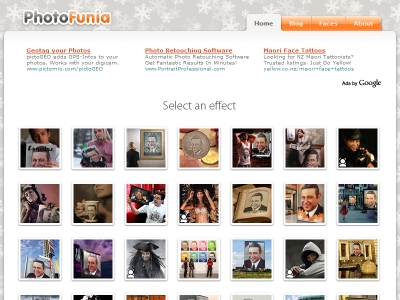 PhotoFunia
Home
Blog
Faces
About
Geotag your Photos
pictoGEO adds GPS-Infos to your
photos. Works with your digicam.
www.pictomio.com/pictoGEO
Photo Retouching Software
Automatic Photo Retouching Software
Get Fantastic Results In Minutes!
www.PortraitProfessional.com
Maori Face Tattoos
Looking for NZ Maori Tattooists?
Trusted listings. Just Go Yellow!
yellow.co.nz/maori+face+tattoos
Ads by Google
Select an effect